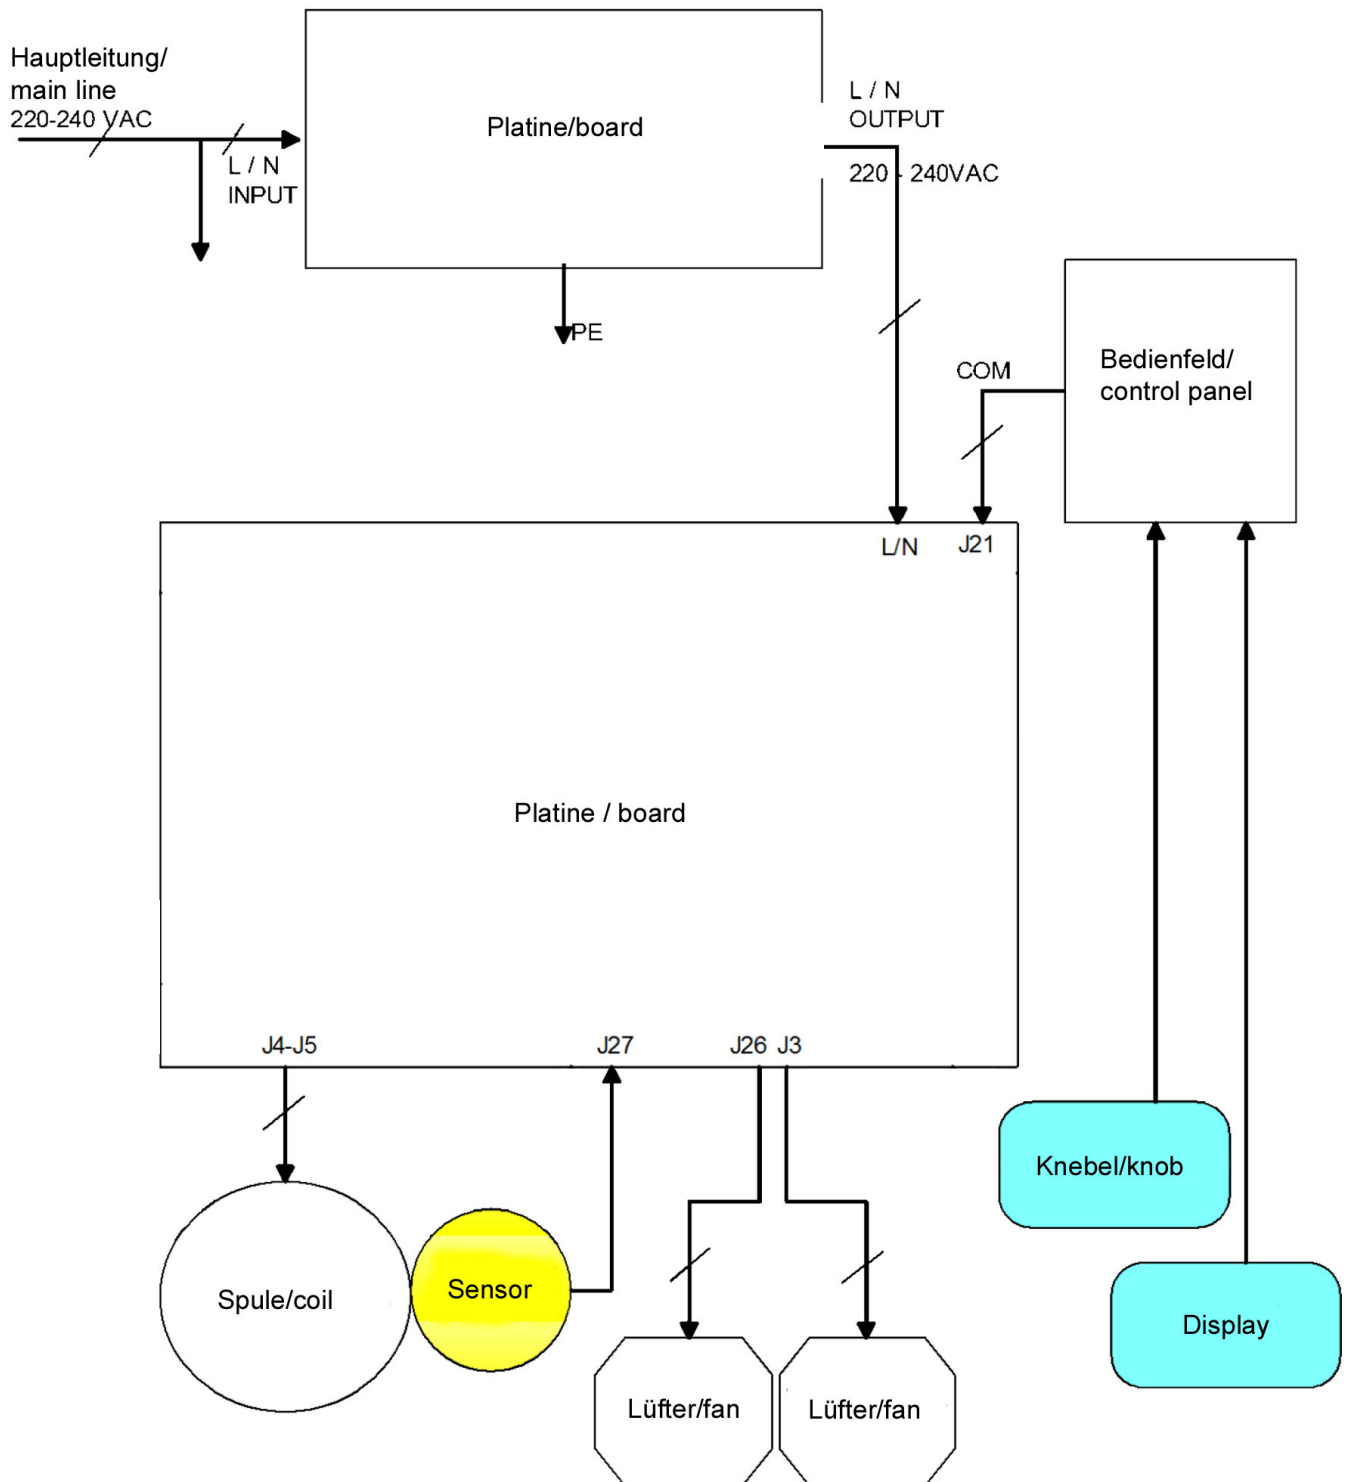 Hauptleitung/
main line
220-240 VAC
L / N
INPUT
Platine/board
L / N
OUTPUT
220 - 240VAC
PE
COM
Bedienfeld/
control panel
L/N
J21
Platine / board
J4-J5
J27
J26
J3
Spule/coil
Sensor
Lüfter/fan
Lüfter/fan
Knebel/knob
Display